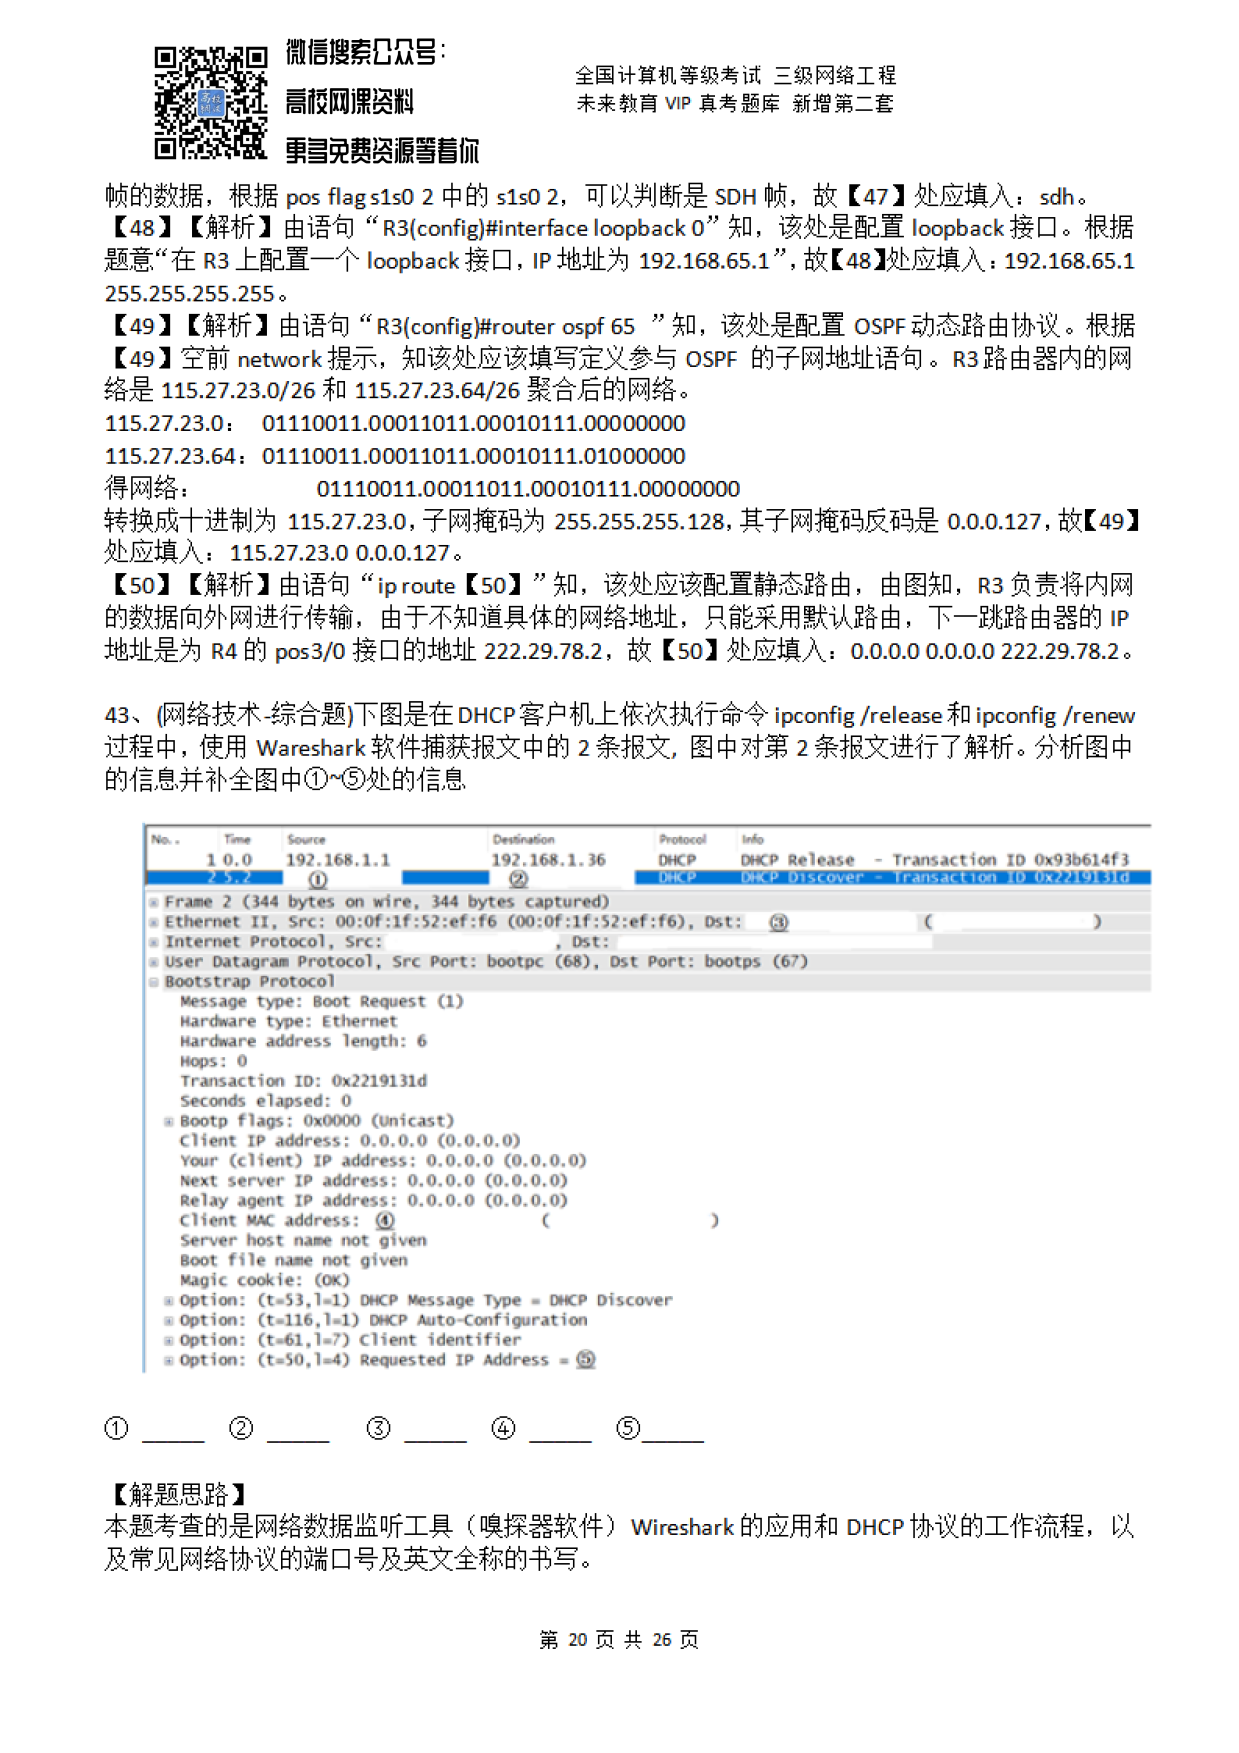 微信搜索公众号：
高校网课资料
更多免费资源等着你
全国计算机等级考试 三级网络工程
未来教育 VIP 真考题库 新增第二套
帧的数据，根据 pos flag s1s0 2 中的 s1s0 2，可以判断是 SDH 帧，故【47】处应填入：sdh。
【48】【解析】由语句“R3(config)#interface loopback 0”知，该处是配置 loopback 接口。根据
题意“在 R3 上配置一个 loopback 接口，IP 地址为 192.168.65.1”，故【48】处应填入：192.168.65.1
255.255.255.255。
【49】【解析】由语句“R3(config)#router ospf 65 ”知，该处是配置 OSPF 动态路由协议。根据
【49】空前 network 提示，知该处应该填写定义参与 OSPF 的子网地址语句。R3 路由器内的网
络是 115.27.23.0/26 和 115.27.23.64/26 聚合后的网络。
115.27.23.0： 01110011.00011011.00010111.00000000
115.27.23.64：01110011.00011011.00010111.01000000
得网络： 01110011.00011011.00010111.00000000
转换成十进制为 115.27.23.0，子网掩码为 255.255.255.128，其子网掩码反码是 0.0.0.127，故【49】
处应填入：115.27.23.0 0.0.0.127。
【50】【解析】由语句“ip route【50】”知，该处应该配置静态路由，由图知，R3 负责将内网
的数据向外网进行传输，由于不知道具体的网络地址，只能采用默认路由，下一跳路由器的 IP
地址是为 R4 的 pos3/0 接口的地址 222.29.78.2，故【50】处应填入：0.0.0.0 0.0.0.0 222.29.78.2。
43、(网络技术-综合题)下图是在 DHCP 客户机上依次执行命令 ipconfig /release 和 ipconfig /renew
过程中，使用 Wareshark 软件捕获报文中的 2 条报文, 图中对第 2 条报文进行了解析。分析图中
的信息并补全图中①~⑤处的信息
No. . Time Source Destination Protocol Info
1 0.0 192.168.1.1 192.168.1.36 DHCP DHCP Release - Transaction ID 0x93b614f3
2 5.2 ① ② DHCP DHCP Discover - Transaction ID 0x2219131d
Frame 2 (344 bytes on wire, 344 bytes captured)
Ethernet II, Src: 00:0f:1f:52:ef:f6 (00:0f:1f:52:ef:f6), Dst: ③ ( )
Internet Protocol, Src: , Dst:
User Datagram Protocol, Src Port: bootpc (68), Dst Port: bootps (67)
Bootstrap Protocol
Message type: Boot Request (1)
Hardware type: Ethernet
Hardware address length: 6
Hops: 0
Transaction ID: 0x2219131d
Seconds elapsed: 0
Bootp flags: 0x0000 (Unicast)
Client IP address: 0.0.0.0 (0.0.0.0)
Your (client) IP address: 0.0.0.0 (0.0.0.0)
Next server IP address: 0.0.0.0 (0.0.0.0)
Relay agent IP address: 0.0.0.0 (0.0.0.0)
Client MAC address: ④ ( )
Server host name not given
Boot file name not given
Magic cookie: (OK)
Option: (t=53,l=1) DHCP Message Type = DHCP Discover
Option: (t=116,l=1) DHCP Auto-Configuration
Option: (t=61,l=7) Client identifier
Option: (t=50,l=4) Requested IP Address = ⑤
① _____ ② _____ ③ _____ ④ _____ ⑤_____
【解题思路】
本题考查的是网络数据监听工具（嗅探器软件）Wireshark 的应用和 DHCP 协议的工作流程，以
及常见网络协议的端口号及英文全称的书写。
第 20 页 共 26 页